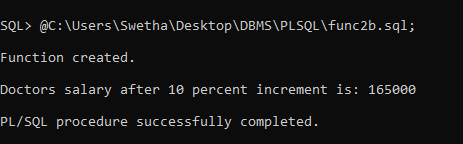 SQL> @C:\Users\Swetha\Desktop\DBMS\PLSQL\func2b.sql;
Function created.
Doctors salary after 10 percent increment is: 165000
PL/SQL procedure successfully completed.